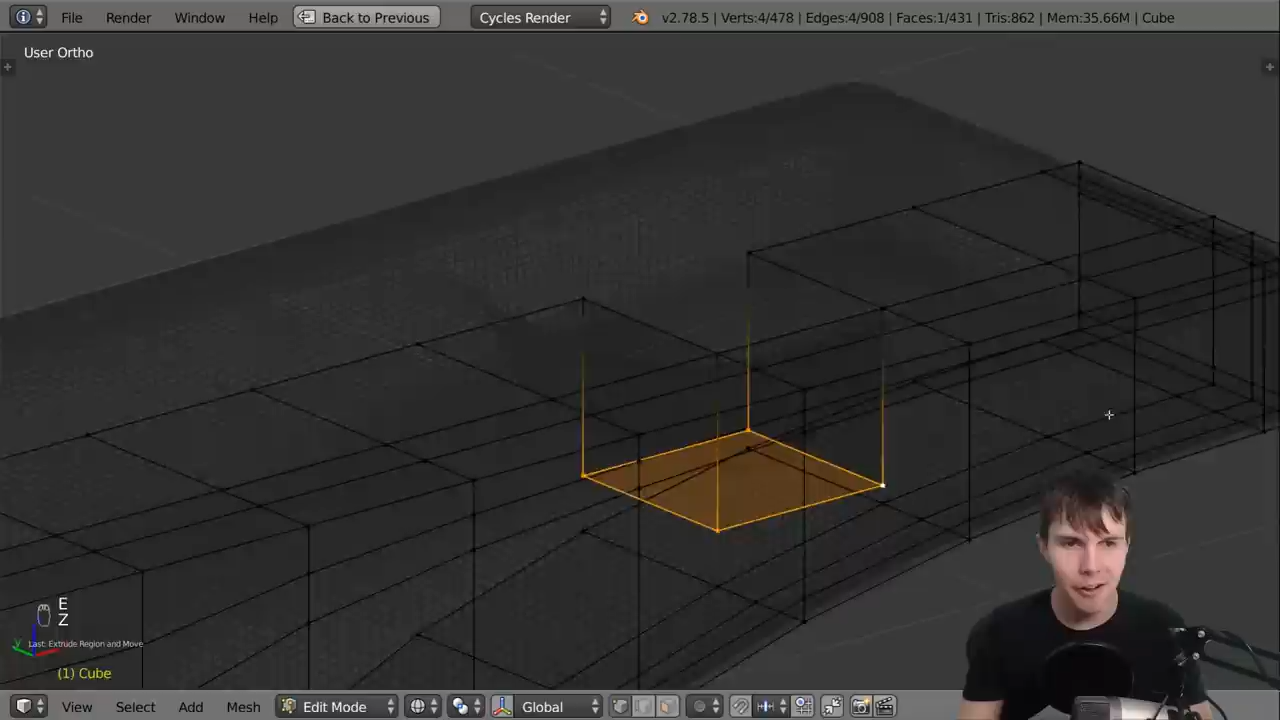 File Render Window Help Back to Previous Cycles Render v2.78.5 | Verts:4/478 | Edges:4/908 | Faces:1/431 | Tris:862 | Mem:35.66M | Cube
User Ortho
E
Z
Last: Extrude Region and Move
(1) Cube
View Select Add Mesh Edit Mode Global